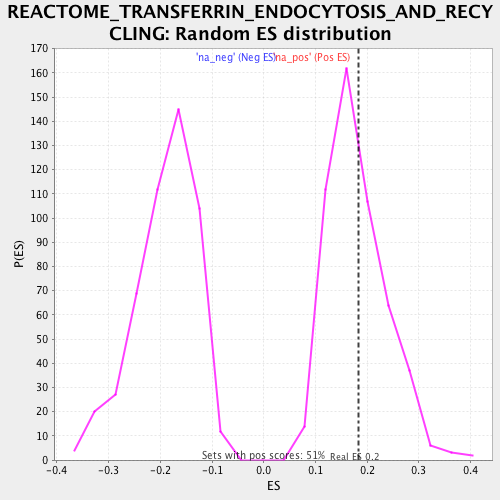 REACTOME_TRANSFERRIN_ENDOCYTOSIS_AND_RECY
CLING: Random ES distribution
'na_neg' (Neg ES)
'na_pos' (Pos ES)
170
160
150
140
130
120
110
100
90
80
70
60
50
40
30
20
10
0
P(ES)
Sets with pos scores: 51%
Real ES 0.2
-0.4 -0.3 -0.2 -0.1 0.0 0.1 0.2 0.3 0.4
ES